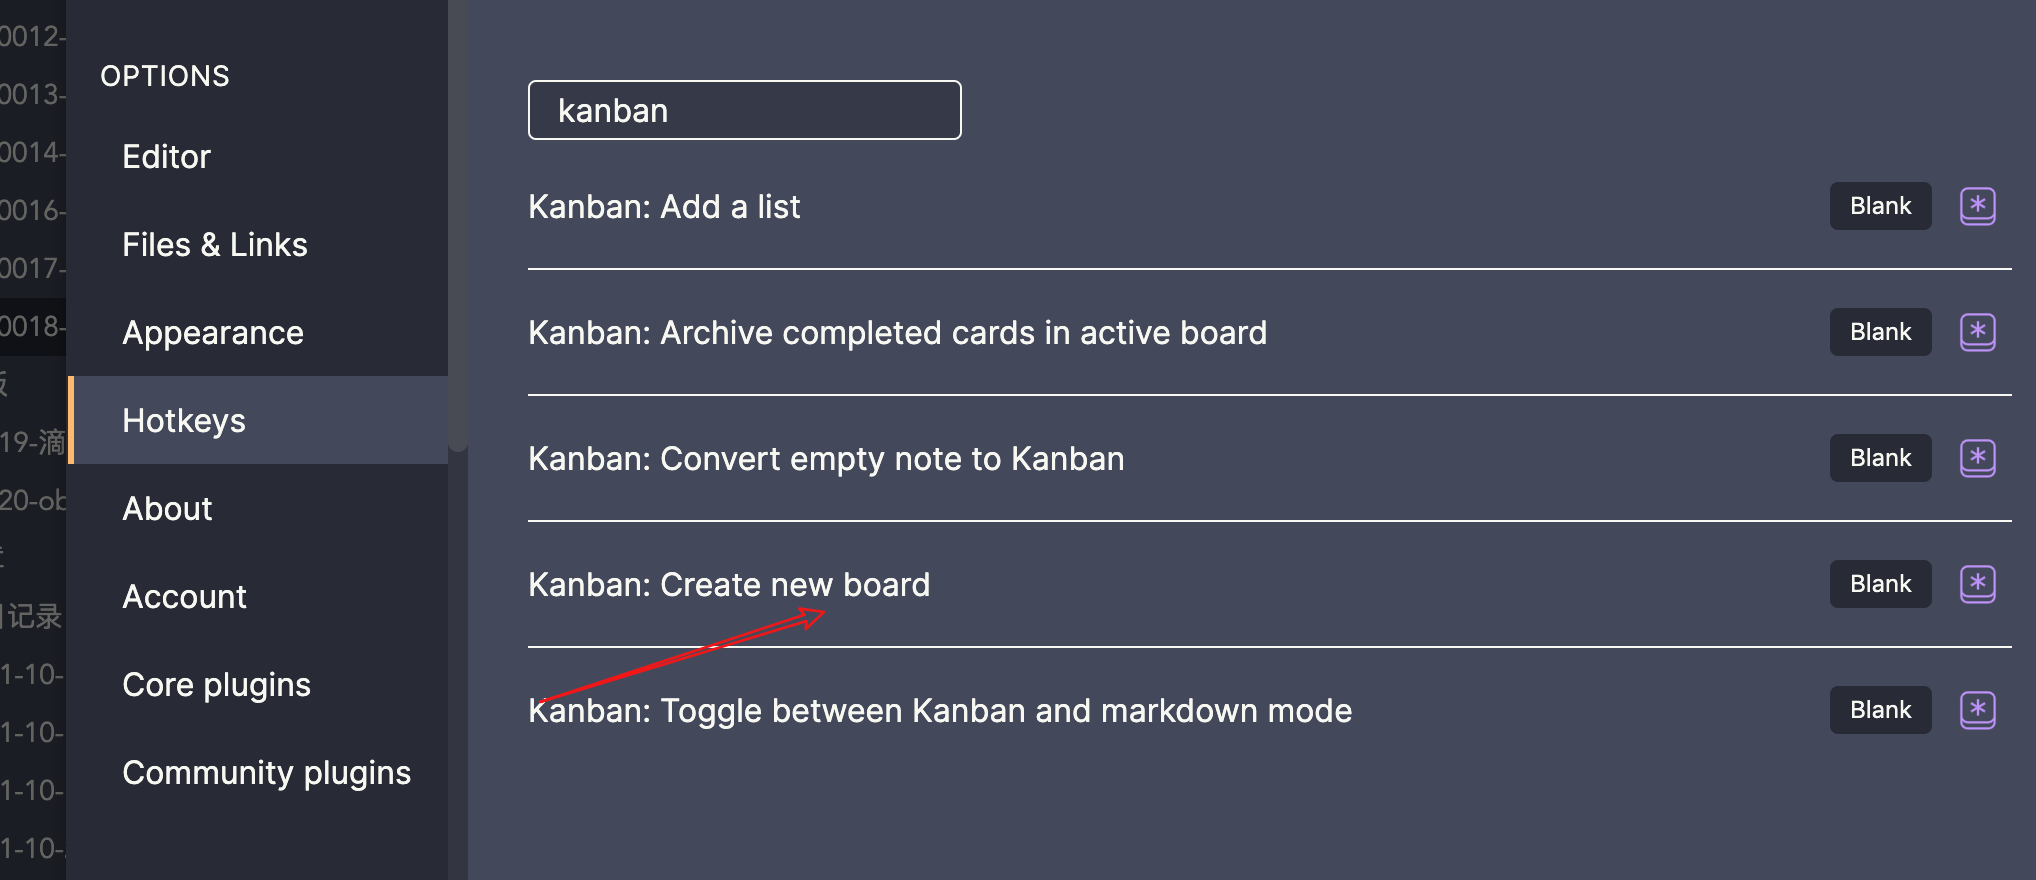 0012-
0013-
0014-
0016-
0017-
0018-
19-滴
20-ob
记录
1-10-
1-10-
1-10-
1-10-
OPTIONS
Editor
Files & Links
Appearance
Hotkeys
About
Account
Core plugins
Community plugins
kanban
Kanban: Add a list
Blank
Kanban: Archive completed cards in active board
Blank
Kanban: Convert empty note to Kanban
Blank
Kanban: Create new board
Blank
Kanban: Toggle between Kanban and markdown mode
Blank